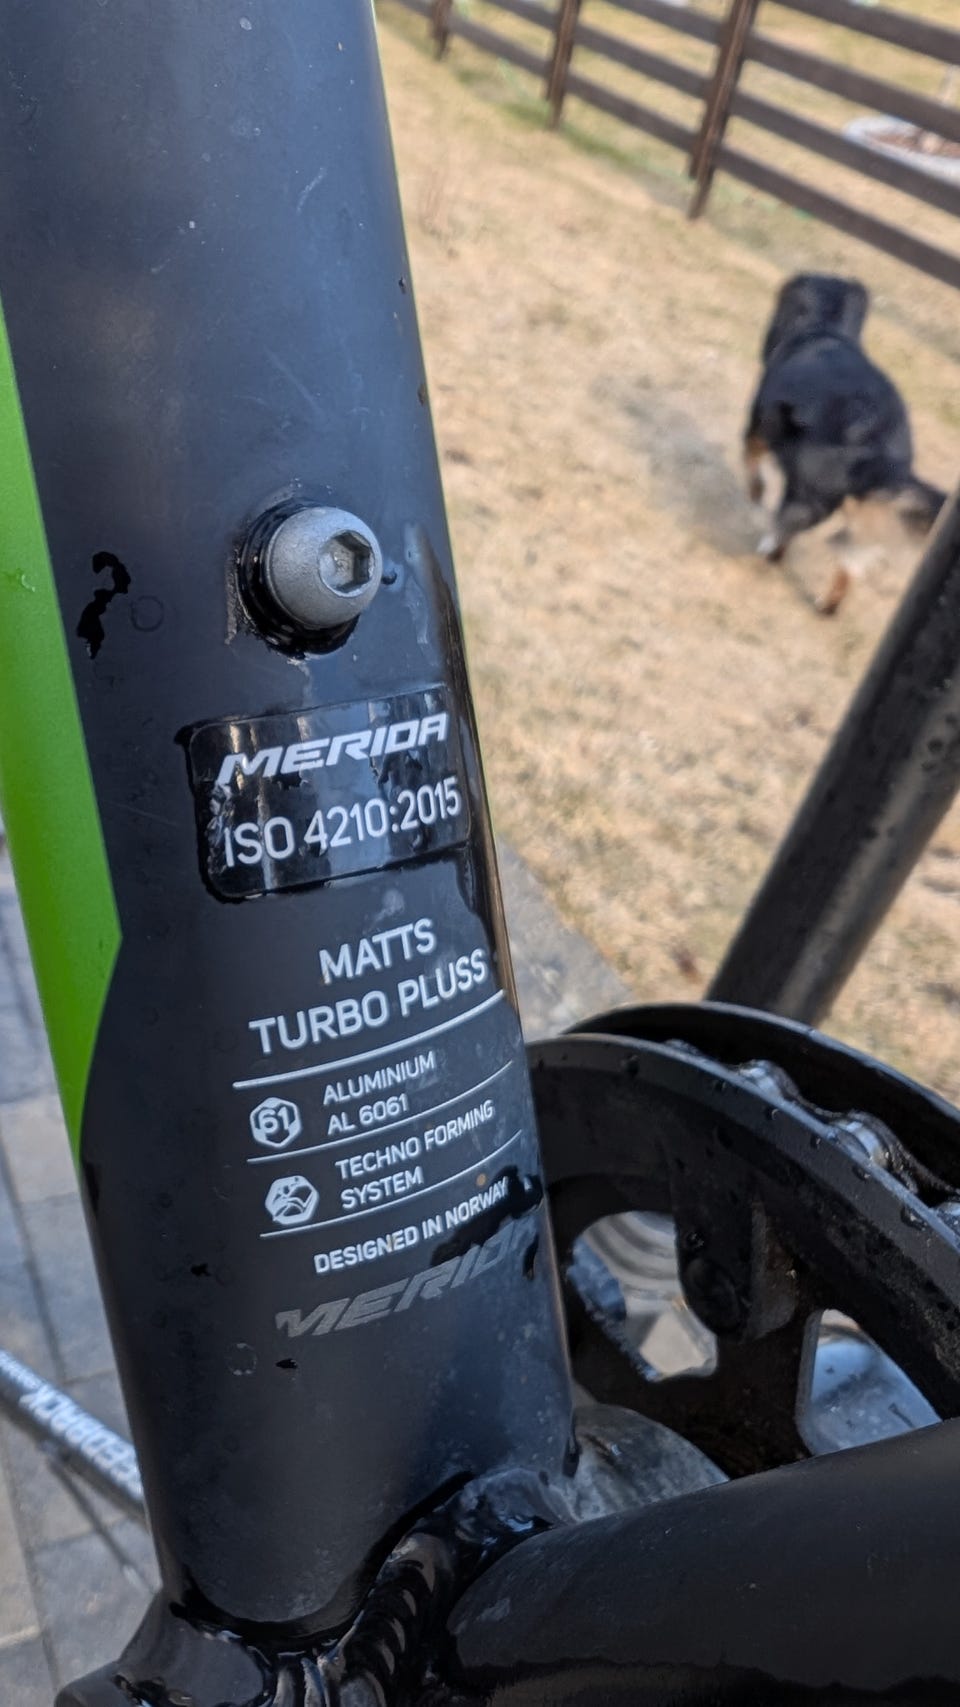 MERIDA
ISO 4210:2015
MATTS
TURBO PLUSS
61
ALUMINIUM
AL 6061
TECHNO FORMING
SYSTEM
DESIGNED IN NORWAY
MERIDA